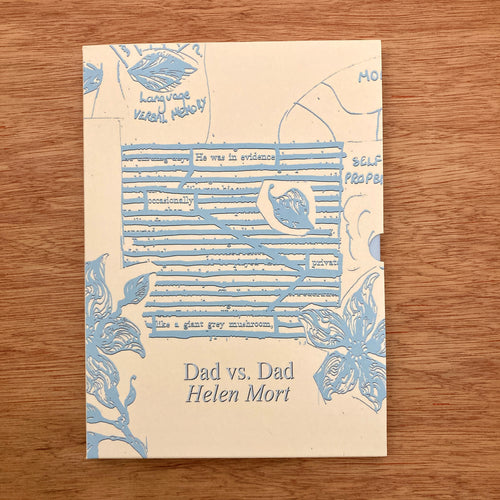 Language
VERBAL MEMORY
MO
SELF
PROPE
He was in evidence
occasionally
privat
like a giant grey mushroom,
Dad vs. Dad
Helen Mort